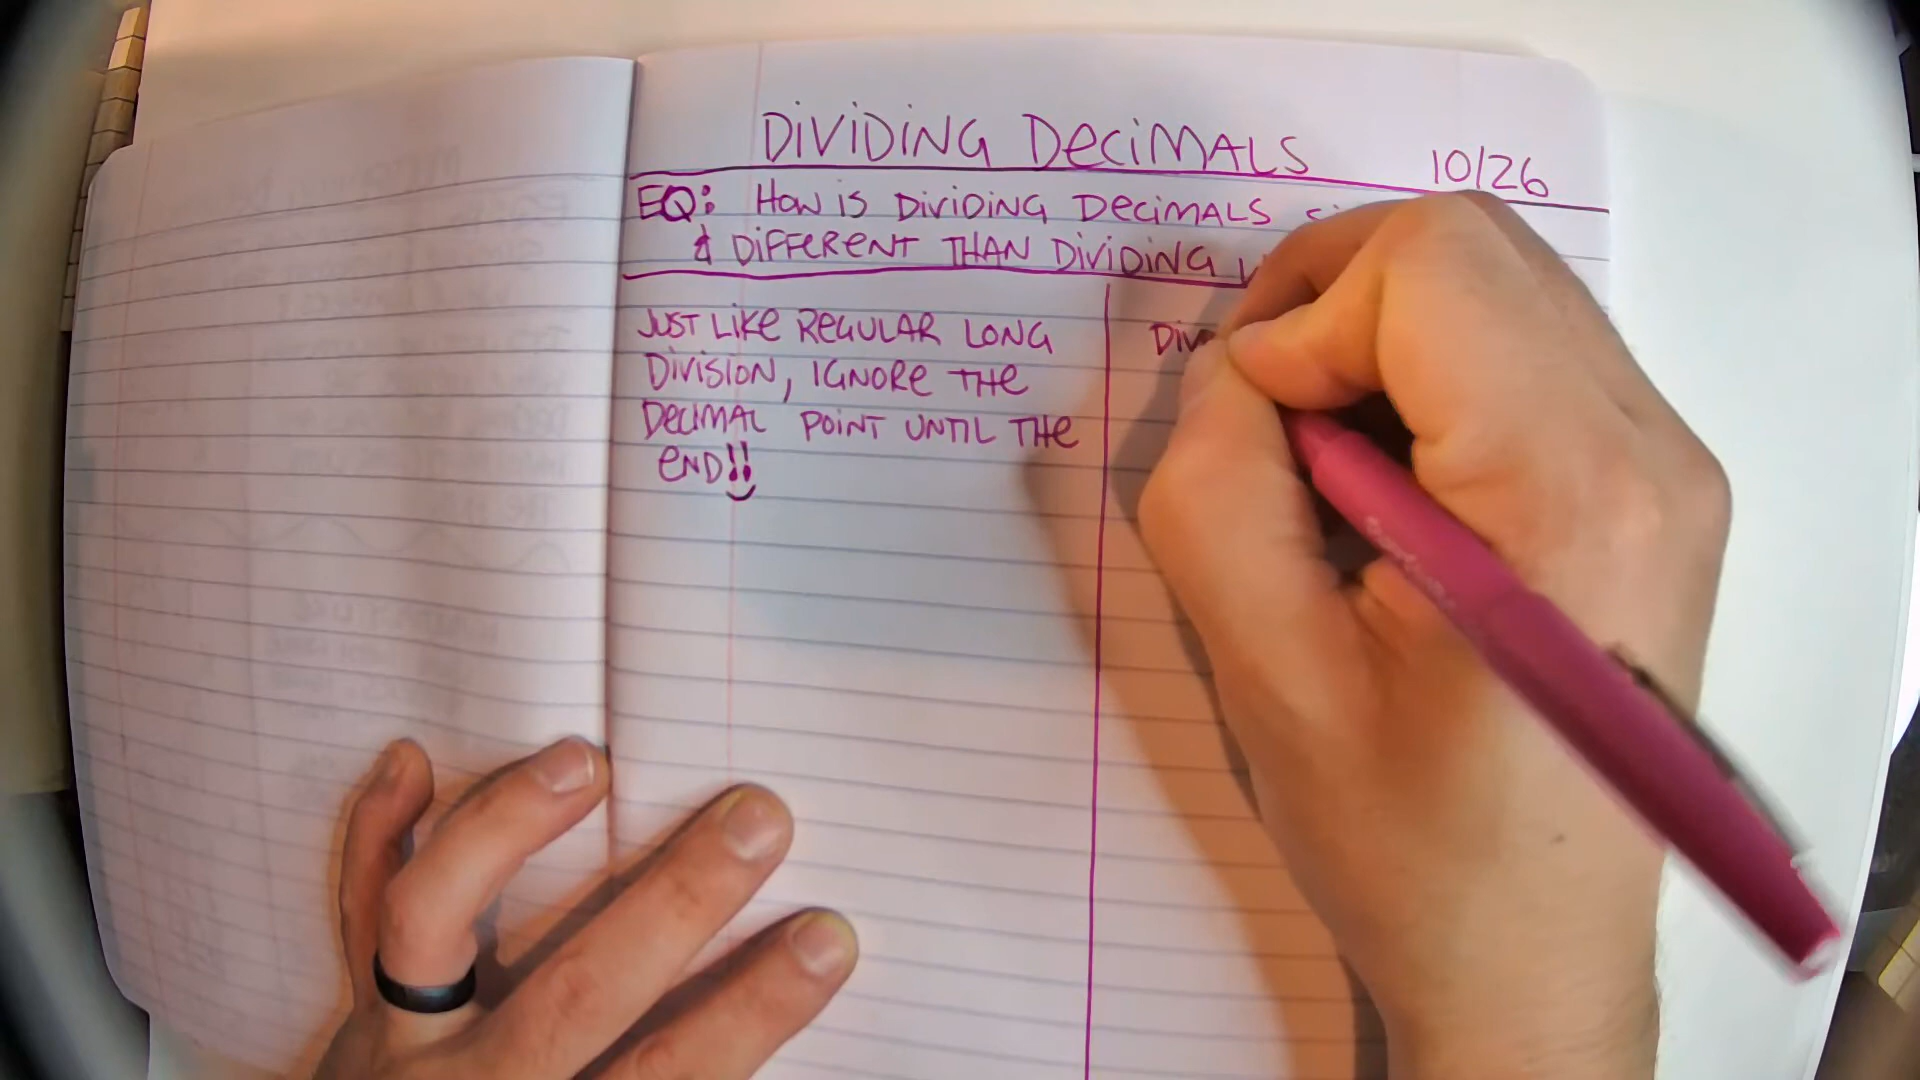 DIVIDING DECIMALS
10/26
EQ: HOW IS DIVIDING DECIMALS
& DIFFERENT THAN DIVIDING
JUST LIKE REGULAR LONG
DIVISION, IGNORE THE
DECIMAL POINT UNTIL THE
END!!